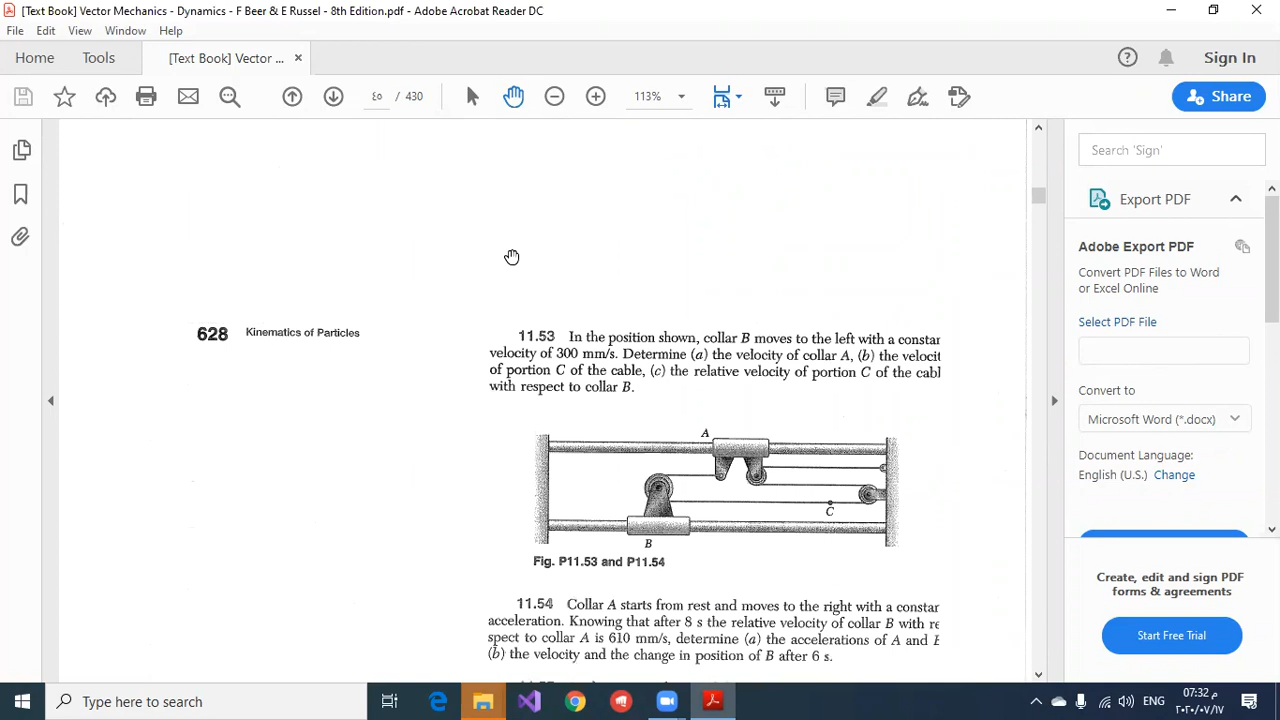 [Text Book] Vector Mechanics - Dynamics - F Beer & E Russel - 8th Edition.pdf - Adobe Acrobat Reader DC
File Edit View Window Help
Home Tools [Text Book] Vector ... Sign In
٤٥ / 430 113% Share
Search 'Sign'
Export PDF
Adobe Export PDF
Convert PDF Files to Word
or Excel Online
Select PDF File
Convert to
Microsoft Word (*.docx)
Document Language:
English (U.S.) Change
Create, edit and sign PDF
forms & agreements
Start Free Trial
628 Kinematics of Particles
11.53 In the position shown, collar B moves to the left with a constan
velocity of 300 mm/s. Determine (a) the velocity of collar A, (b) the velocit
of portion C of the cable, (c) the relative velocity of portion C of the cabl
with respect to collar B.
A
C
B
Fig. P11.53 and P11.54
11.54 Collar A starts from rest and moves to the right with a constan
acceleration. Knowing that after 8 s the relative velocity of collar B with re
spect to collar A is 610 mm/s, determine (a) the accelerations of A and B
(b) the velocity and the change in position of B after 6 s.
Type here to search
ENG
07:32 م
٢٠٢٠/٠٧/١٧